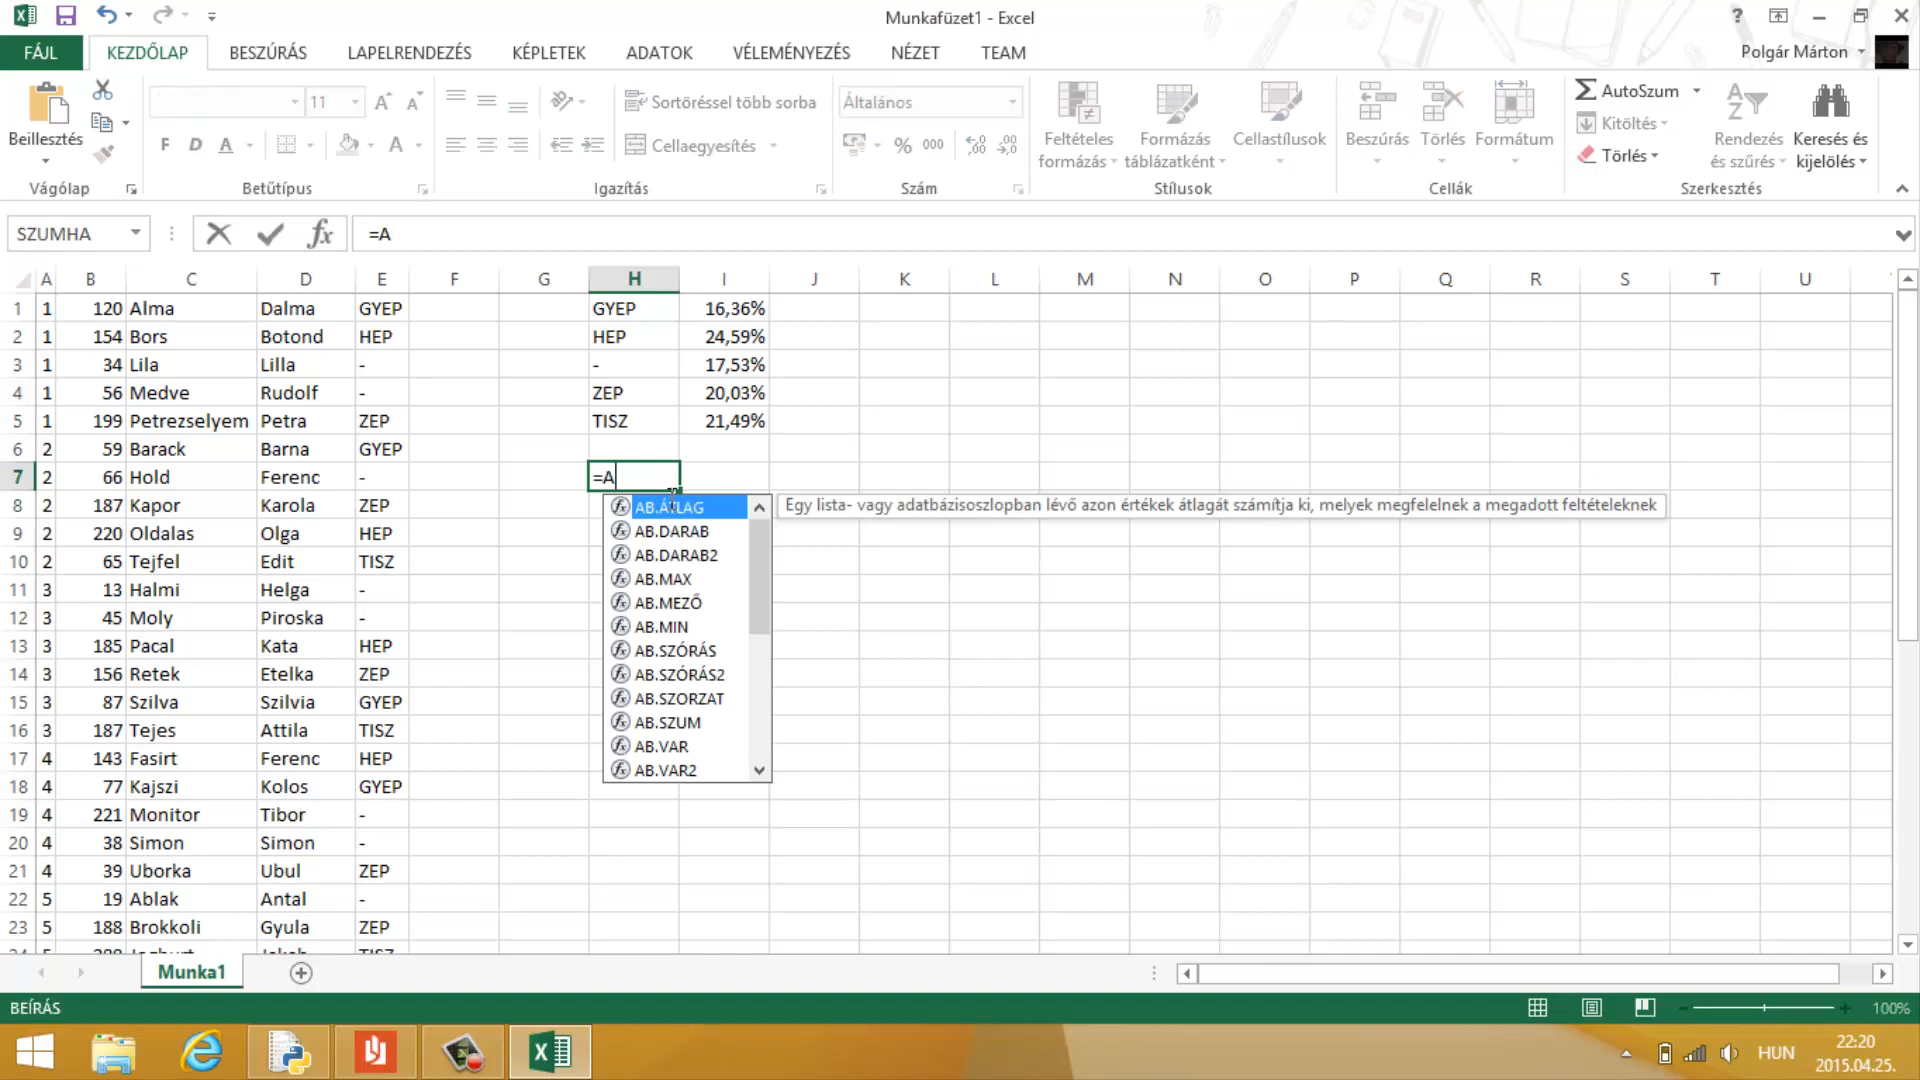 Munkafüzet1 - Excel
FÁJL KEZDŐLAP BESZÚRÁS LAPELRENDEZÉS KÉPLETEK ADATOK VÉLEMÉNYEZÉS NÉZET TEAM Polgár Márton
Beillesztés
Vágólap
11
F D A A
Betűtípus
Sortöréssel több sorba
Cellaegyesítés
Igazítás
Általános
% 000
Szám
Feltételes formázás
Formázás táblázatként
Cellastílusok
Stílusok
Beszúrás Törlés Formátum
Cellák
AutoSzum
Kitöltés
Törlés
Rendezés és szűrés
Keresés és kijelölés
Szerkesztés
SZUMHA fx =A
A B C D E F G H I J K L M N O P Q R S T U
1 1 120 Alma Dalma GYEP GYEP 16,36%
2 1 154 Bors Botond HEP HEP 24,59%
3 1 34 Lila Lilla - - 17,53%
4 1 56 Medve Rudolf - ZEP 20,03%
5 1 199 Petrezselyem Petra ZEP TISZ 21,49%
6 2 59 Barack Barna GYEP
7 2 66 Hold Ferenc - =A
8 2 187 Kapor Karola ZEP
9 2 220 Oldalas Olga HEP
10 2 65 Tejfel Edit TISZ
11 3 13 Halmi Helga -
12 3 45 Moly Piroska -
13 3 185 Pacal Kata HEP
14 3 156 Retek Etelka ZEP
15 3 87 Szilva Szilvia GYEP
16 3 187 Tejes Attila TISZ
17 4 143 Fasirt Ferenc HEP
18 4 77 Kajszi Kolos GYEP
19 4 221 Monitor Tibor -
20 4 38 Simon Simon -
21 4 39 Uborka Ubul ZEP
22 5 19 Ablak Antal -
23 5 188 Brokkoli Gyula ZEP
AB.ÁTLAG
Egy lista- vagy adatbázisoszlopban lévő azon értékek átlagát számítja ki, melyek megfelelnek a megadott feltételeknek
AB.DARAB
AB.DARAB2
AB.MAX
AB.MEZŐ
AB.MIN
AB.SZÓRÁS
AB.SZÓRÁS2
AB.SZORZAT
AB.SZUM
AB.VAR
AB.VAR2
Munka1
BEÍRÁS 100%
HUN
22:20
2015.04.25.